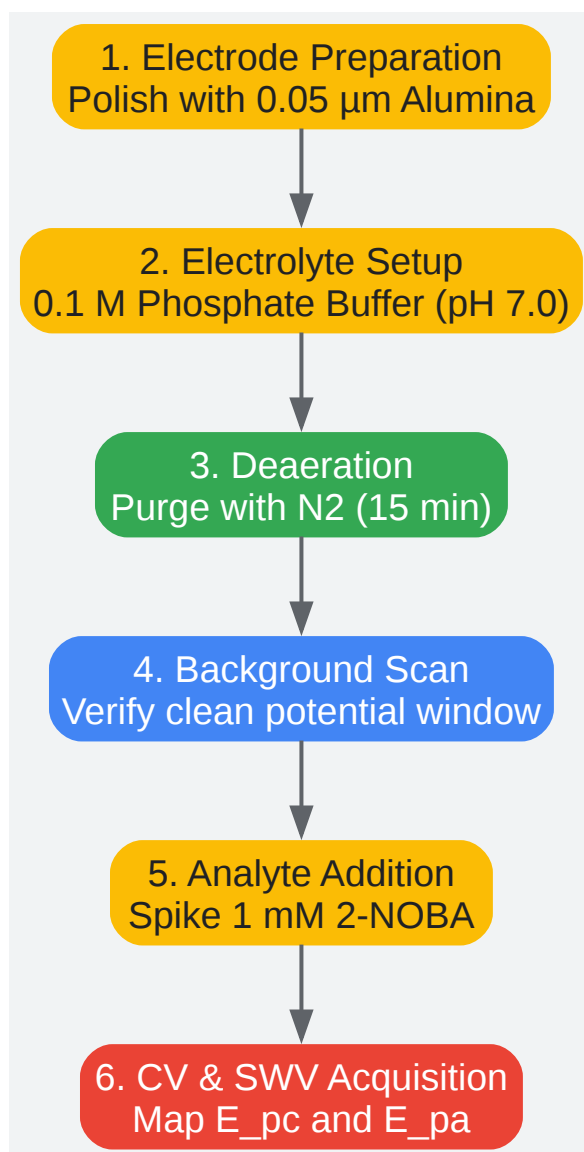 1. Electrode Preparation
Polish with 0.05 µm Alumina
2. Electrolyte Setup
0.1 M Phosphate Buffer (pH 7.0)
3. Deaeration
Purge with N2 (15 min)
4. Background Scan
Verify clean potential window
5. Analyte Addition
Spike 1 mM 2-NOBA
6. CV & SWV Acquisition
Map E_pc and E_pa